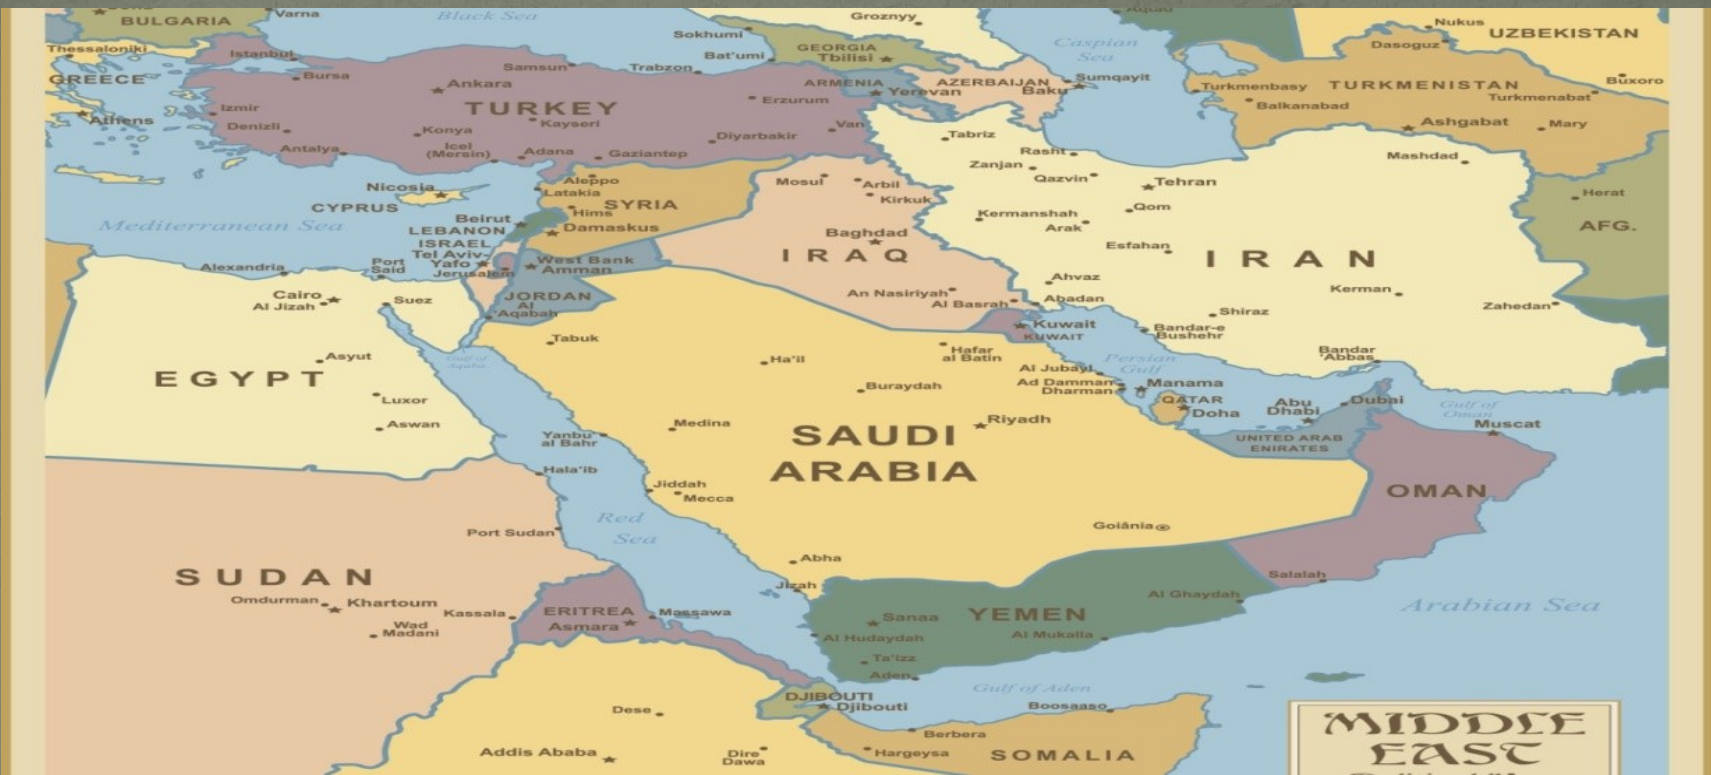 Varna
BULGARIA
Black Sea
Groznyy
Sokhumi
Nukus
UZBEKISTAN
Thessaloniki
Istanbul
Bat'umi
GEORGIA
Tbilisi
Caspian
Sea
Dasoguz
GREECE
Bursa
Samsun
Trabzon
ARMENIA
Yerevan
AZERBAIJAN
Baku
Sumqayit
Turkmenbasy
TURKMENISTAN
Büxoro
Ankara
TURKEY
Erzurum
Balkanabad
Turkmenabat
Athens
Izmir
Denizli
Konya
Kayseri
Diyarbakir
Van
Tabriz
Ashgabat
Mary
Antalya
Icel
(Mersin)
Adana
Gaziantep
Rasht
Zanjan
Qazvin
Mashdad
Nicosia
CYPRUS
Aleppo
Latakia
SYRIA
Hims
Damaskus
Mosul
Arbil
Kirkuk
Tehran
Qom
Herat
AFG.
Mediterranean Sea
Beirut
LEBANON
ISRAEL
Tel Aviv-
Yafo
Jerusalem
West Bank
Amman
Baghdad
IRAQ
Kermanshah
Arak
Esfahan
IRAN
Alexandria
Port
Said
JORDAN
Al
Aqabah
An Nasiriyah
Al Basrah
Ahvaz
Abadan
Kerman
Zahedan
Cairo
Al Jizah
Suez
Shiraz
Tabuk
Kuwait
KUWAIT
Bandar-e
Bushehr
Gulf of
Aqaba
Asyut
EGYPT
Ha'il
Hafar
al Batin
Persian
Gulf
Bandar
'Abbas
Al Jubayl
Ad Damman
Dharman
Manama
Luxor
Buraydah
QATAR
Doha
Abu
Dhabi
Dubai
Gulf of
Oman
Muscat
Aswan
Medina
Riyadh
Yanbu'
al Bahr
SAUDI
ARABIA
UNITED ARAB
ENIRATES
Hala'ib
Jiddah
Mecca
OMAN
Red
Sea
Port Sudan
Goiânia
Abha
SUDAN
Jizah
Salalah
Omdurman
Khartoum
Kassala
ERITREA
Asmara
Massawa
Al Ghaydah
Arabian Sea
Wad
Madani
Sanaa
YEMEN
Al Hudaydah
Al Mukalla
Ta'izz
Aden
Gulf of Aden
DJIBOUTI
Djibouti
Boosaaso
Dese
Berbera
Addis Ababa
Dire
Dawa
Hargeysa
SOMALIA
MIDDLE
EAST